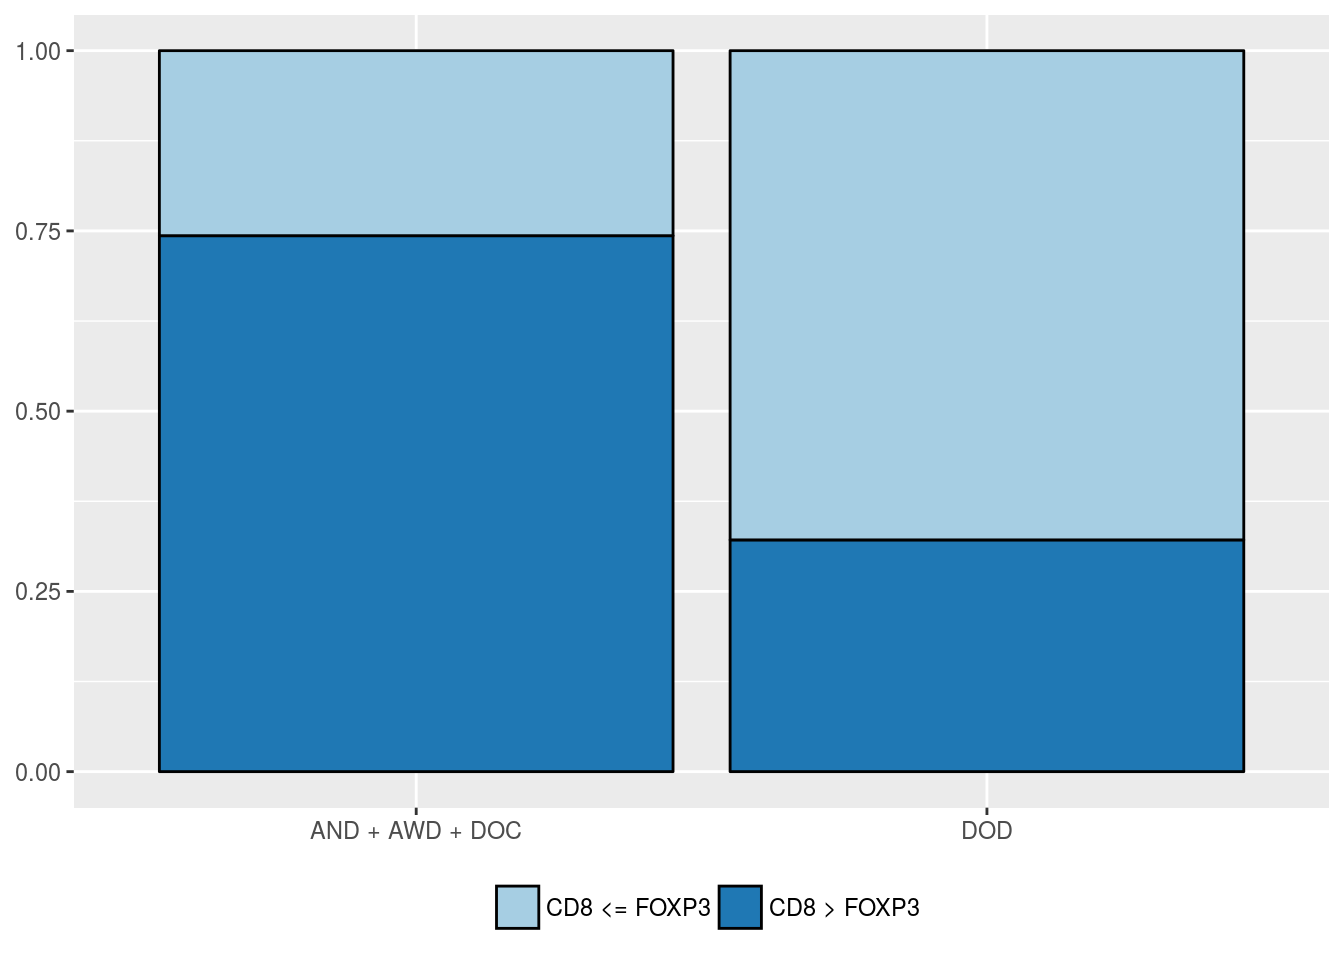 1.00
0.75
0.50
0.25
0.00
AND + AWD + DOC DOD
CD8 <= FOXP3 CD8 > FOXP3